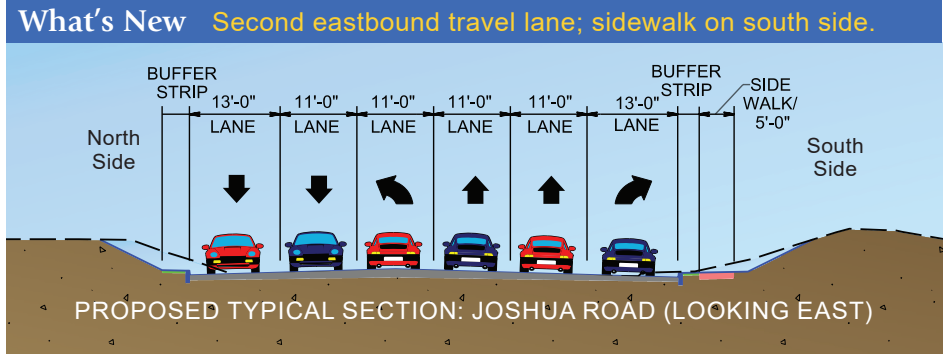 What's New Second eastbound travel lane; sidewalk on south side.
BUFFER
STRIP
13'-0"
LANE
11'-0"
LANE
11'-0"
LANE
11'-0"
LANE
11'-0"
LANE
13'-0"
LANE
BUFFER
STRIP
SIDE
WALK/
5'-0"
North
Side
South
Side
PROPOSED TYPICAL SECTION: JOSHUA ROAD (LOOKING EAST)